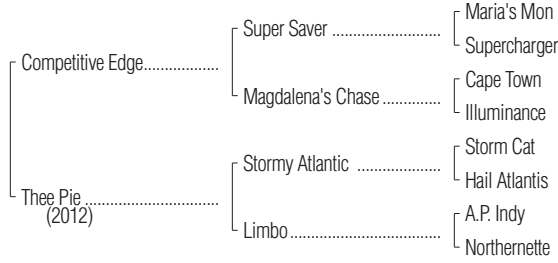 Maria's Mon
Super Saver ......................
Supercharger
Competitive Edge...............
Cape Town
Magdalena's Chase ............
Illuminance
Storm Cat
Stormy Atlantic .................
Hail Atlantis
Thee Pie ...........................
(2012)
A.P. Indy
Limbo ...............................
Northernette